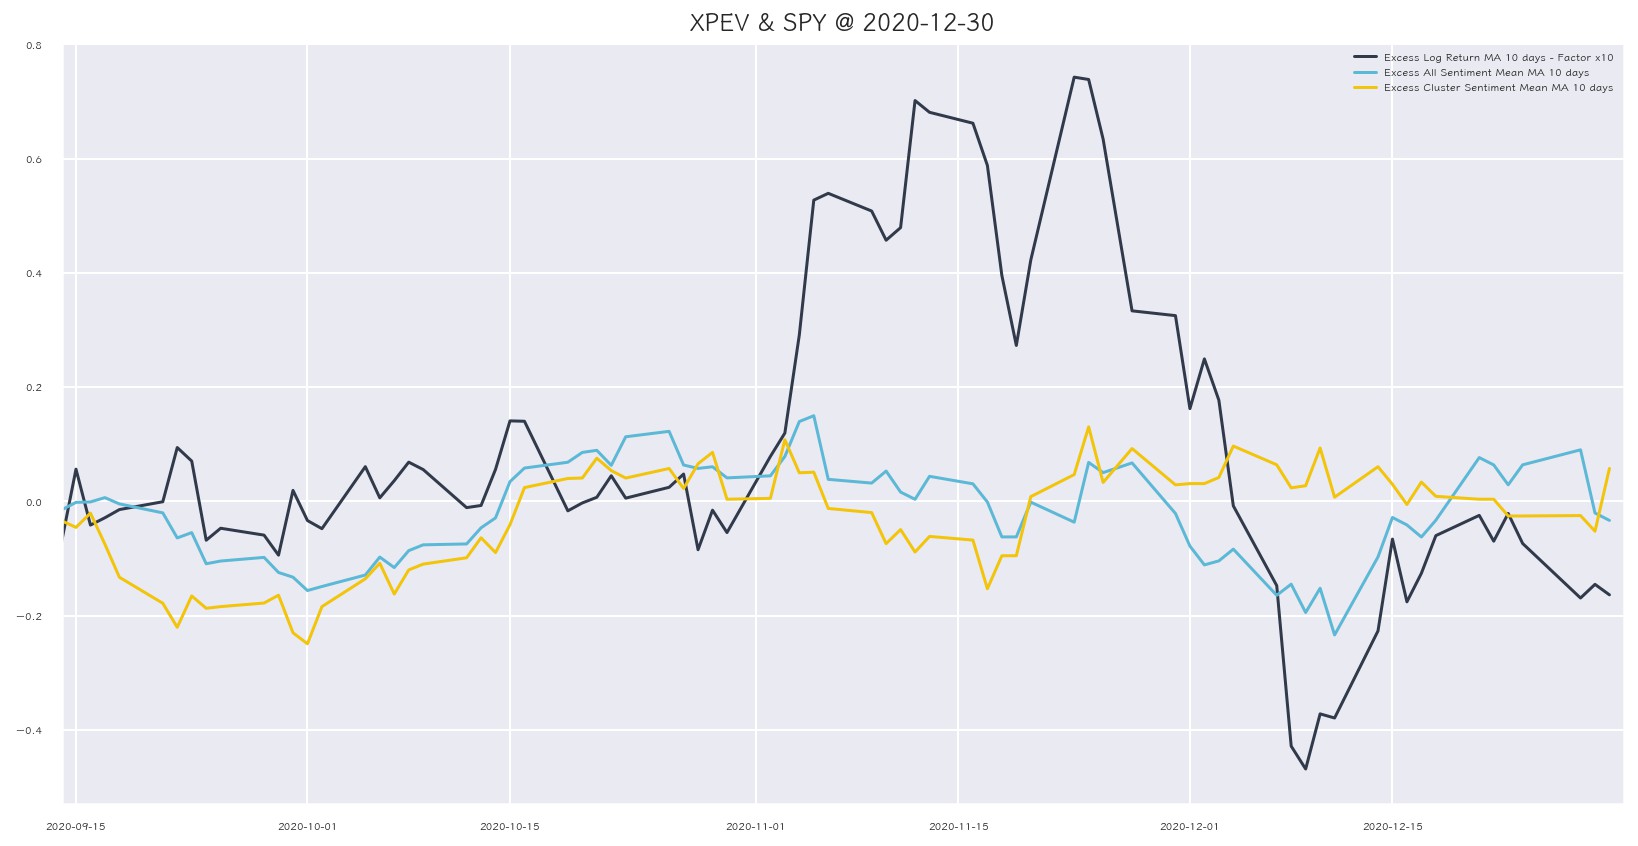 XPEV & SPY @ 2020-12-30
Excess Log Return MA 10 days - Factor x10
Excess All Sentiment Mean MA 10 days
Excess Cluster Sentiment Mean MA 10 days
0.8
0.6
0.4
0.2
0.0
−0.2
−0.4
2020-09-15 2020-10-01 2020-10-15 2020-11-01 2020-11-15 2020-12-01 2020-12-15